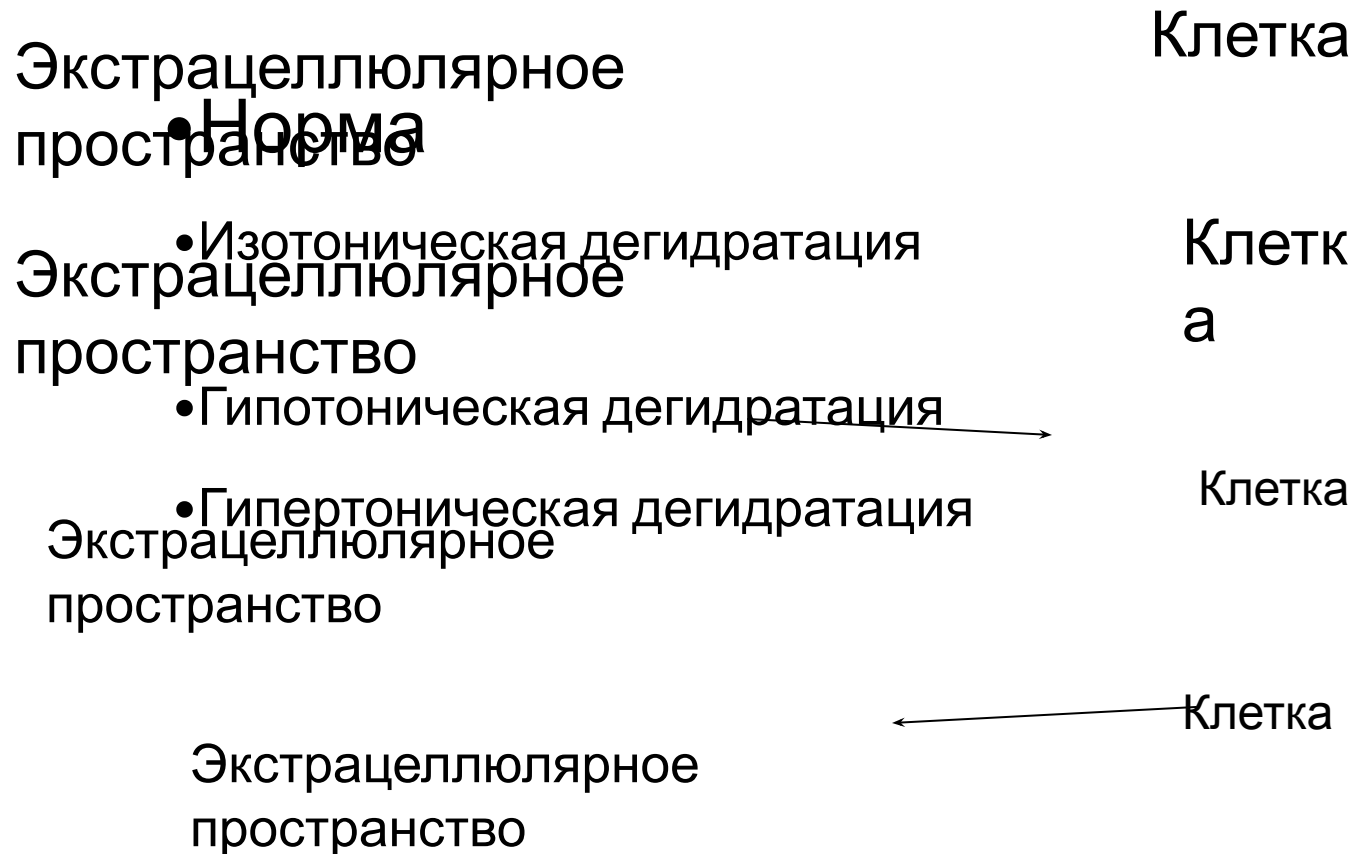 Клетка
Экстрацеллюлярное
пространство
•Норма
•Изотоническая дегидратация
Клетк
а
Экстрацеллюлярное
пространство
•Гипотоническая дегидратация
Клетка
•Гипертоническая дегидратация
Экстрацеллюлярное
пространство
Клетка
Экстрацеллюлярное
пространство